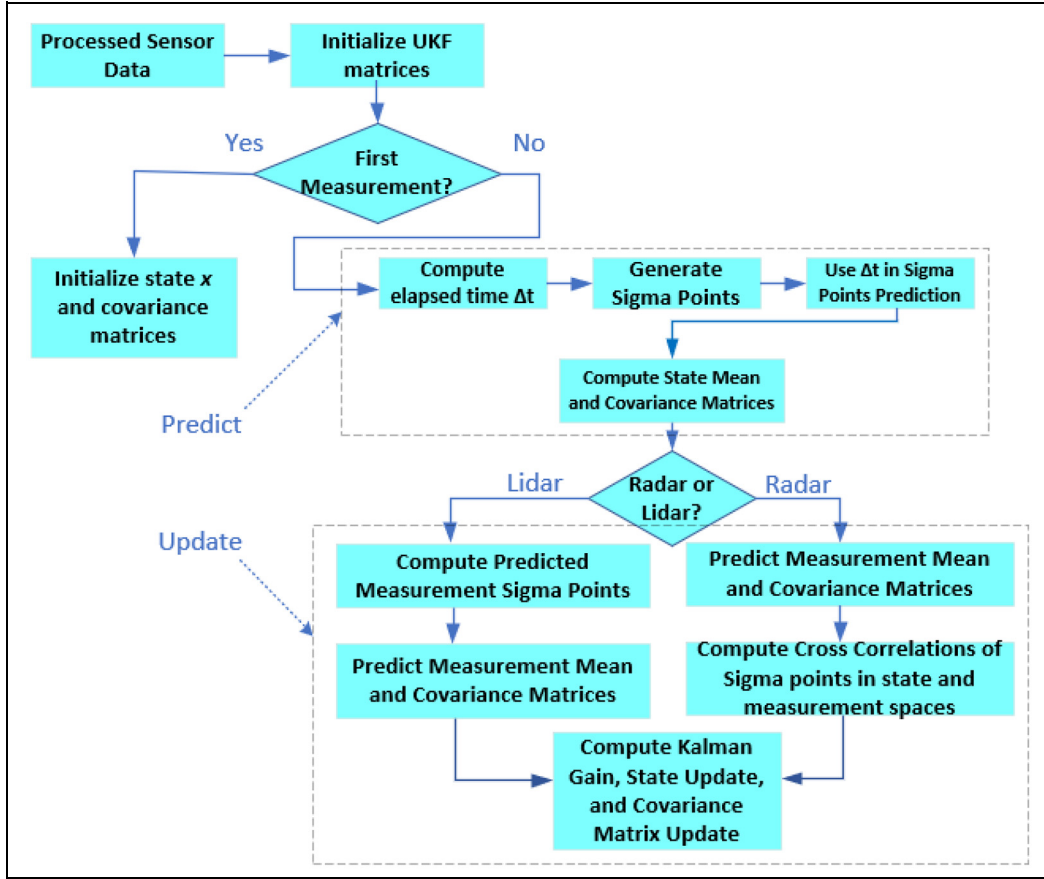 Processed Sensor
Data
Initialize UKF
matrices
Yes
No
First
Measurement?
Initialize state x
and covariance
matrices
Compute
elapsed time Δt
Generate
Sigma Points
Use Δt in Sigma
Points Prediction
Compute State Mean
and Covariance Matrices
Predict
Lidar
Radar or
Lidar?
Radar
Update
Compute Predicted
Measurement Sigma Points
Predict Measurement Mean
and Covariance Matrices
Predict Measurement Mean
and Covariance Matrices
Compute Cross Correlations of
Sigma points in state and
measurement spaces
Compute Kalman
Gain, State Update,
and Covariance
Matrix Update